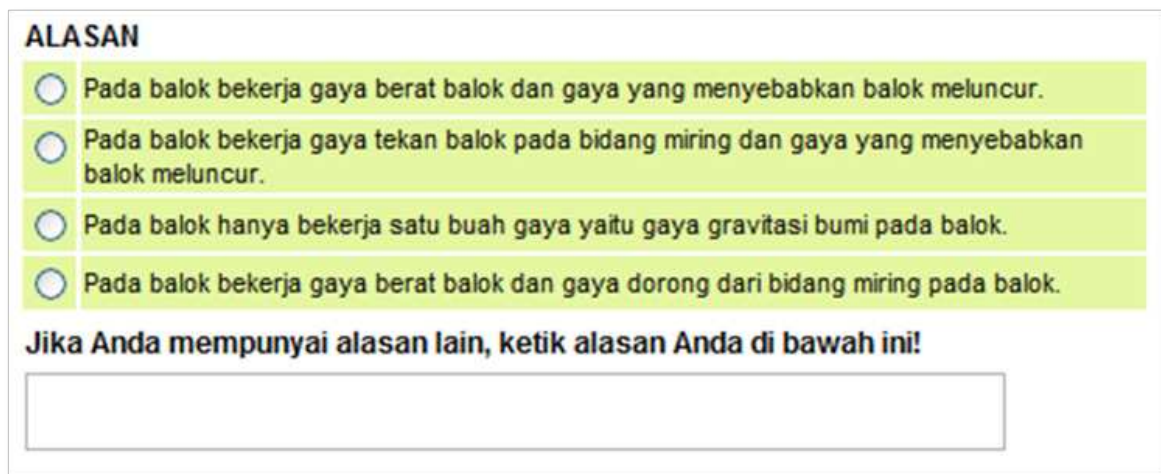 ALASAN
Pada balok bekerja gaya berat balok dan gaya yang menyebabkan balok meluncur.
Pada balok bekerja gaya tekan balok pada bidang miring dan gaya yang menyebabkan
balok meluncur.
Pada balok hanya bekerja satu buah gaya yaitu gaya gravitasi bumi pada balok.
Pada balok bekerja gaya berat balok dan gaya dorong dari bidang miring pada balok.
Jika Anda mempunyai alasan lain, ketik alasan Anda di bawah ini!